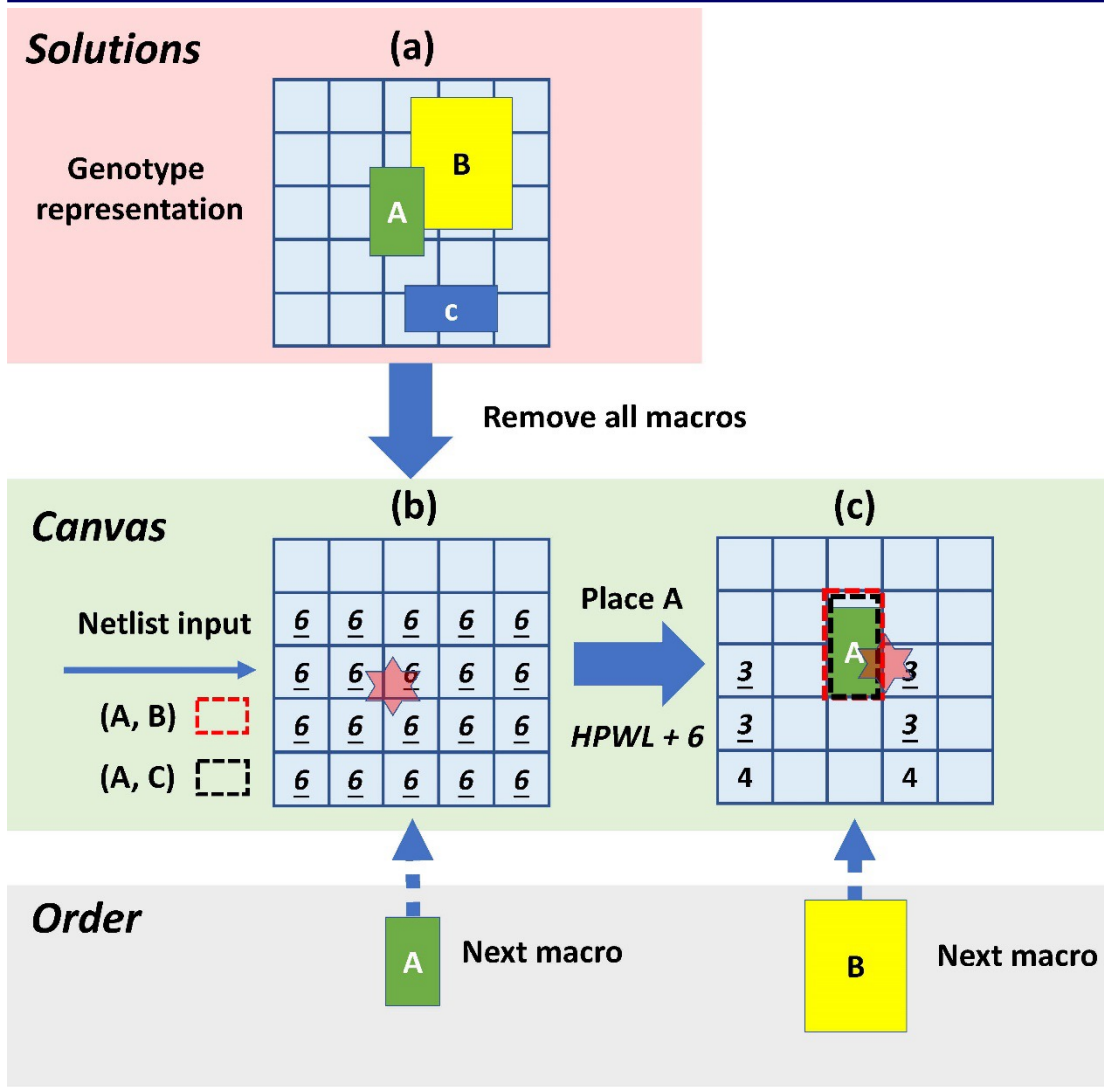 Solutions
(a)
Genotype
representation
B
A
c
Remove all macros
Canvas
(b)
(c)
Netlist input
(A, B)
(A, C)
6 6 6 6 6
6 6 6 6 6
6 6 6 6 6
6 6 6 6 6
Place A
HPWL + 6
A
3 3
3 3
4 4
Order
A
Next macro
B
Next macro